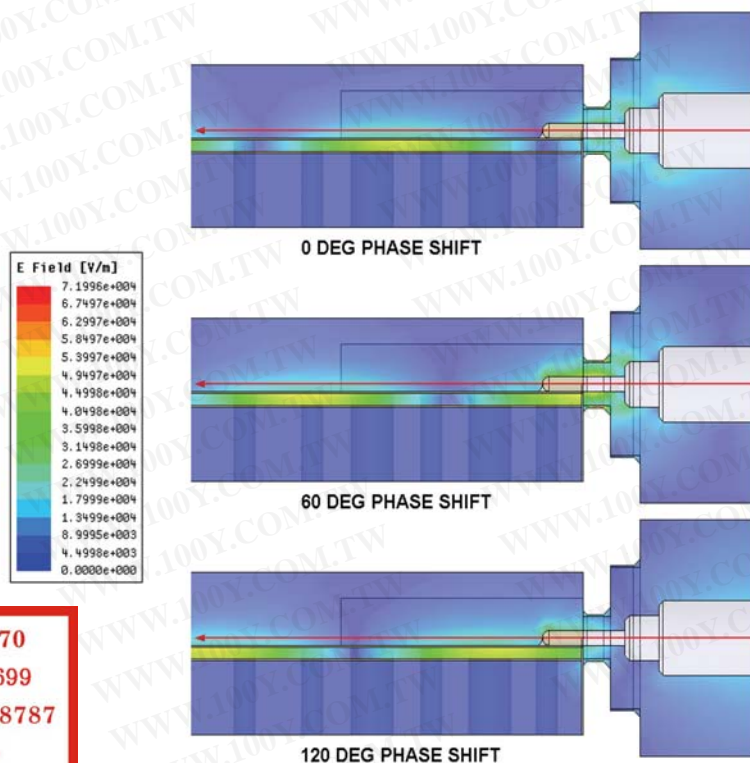 WWW.100Y.COM.TW
0 DEG PHASE SHIFT
E Field [V/m]
7.1996e+004
6.7497e+004
6.2997e+004
5.8497e+004
5.3997e+004
4.9497e+004
4.4998e+004
4.0498e+004
3.5998e+004
3.1498e+004
2.6999e+004
2.2499e+004
1.7999e+004
1.3499e+004
8.9995e+003
4.4998e+003
0.0000e+000
60 DEG PHASE SHIFT
70
699
8787
120 DEG PHASE SHIFT